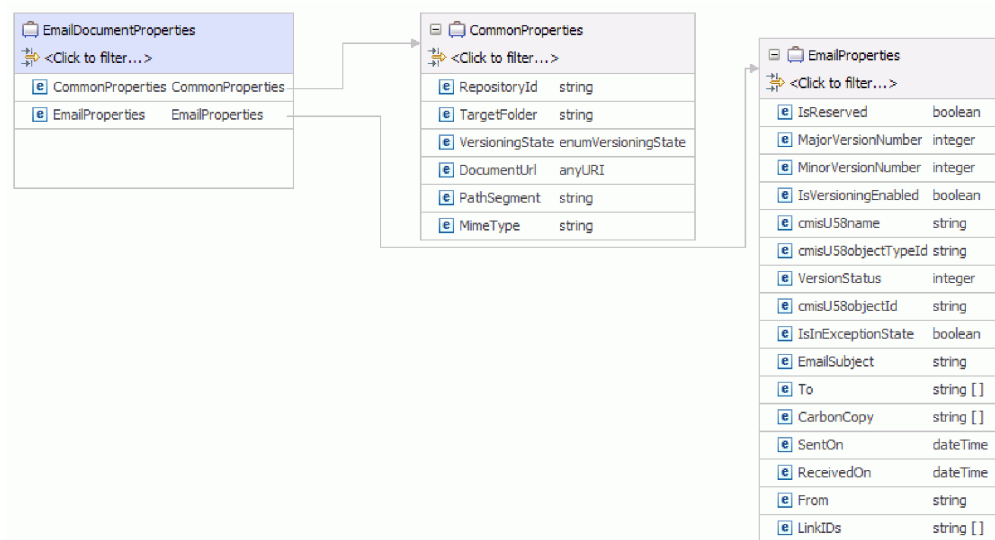 EmailDocumentProperties
<Click to filter...>
e CommonProperties CommonProperties
e EmailProperties EmailProperties
CommonProperties
<Click to filter...>
e RepositoryId string
e TargetFolder string
e VersioningState enumVersioningState
e DocumentUrl anyURI
e PathSegment string
e MimeType string
EmailProperties
<Click to filter...>
e IsReserved boolean
e MajorVersionNumber integer
e MinorVersionNumber integer
e IsVersioningEnabled boolean
e cmisU58name string
e cmisU58objectTypeId string
e VersionStatus integer
e cmisU58objectId string
e IsInExceptionState boolean
e EmailSubject string
e To string []
e CarbonCopy string []
e SentOn dateTime
e ReceivedOn dateTime
e From string
e LinkIDs string []